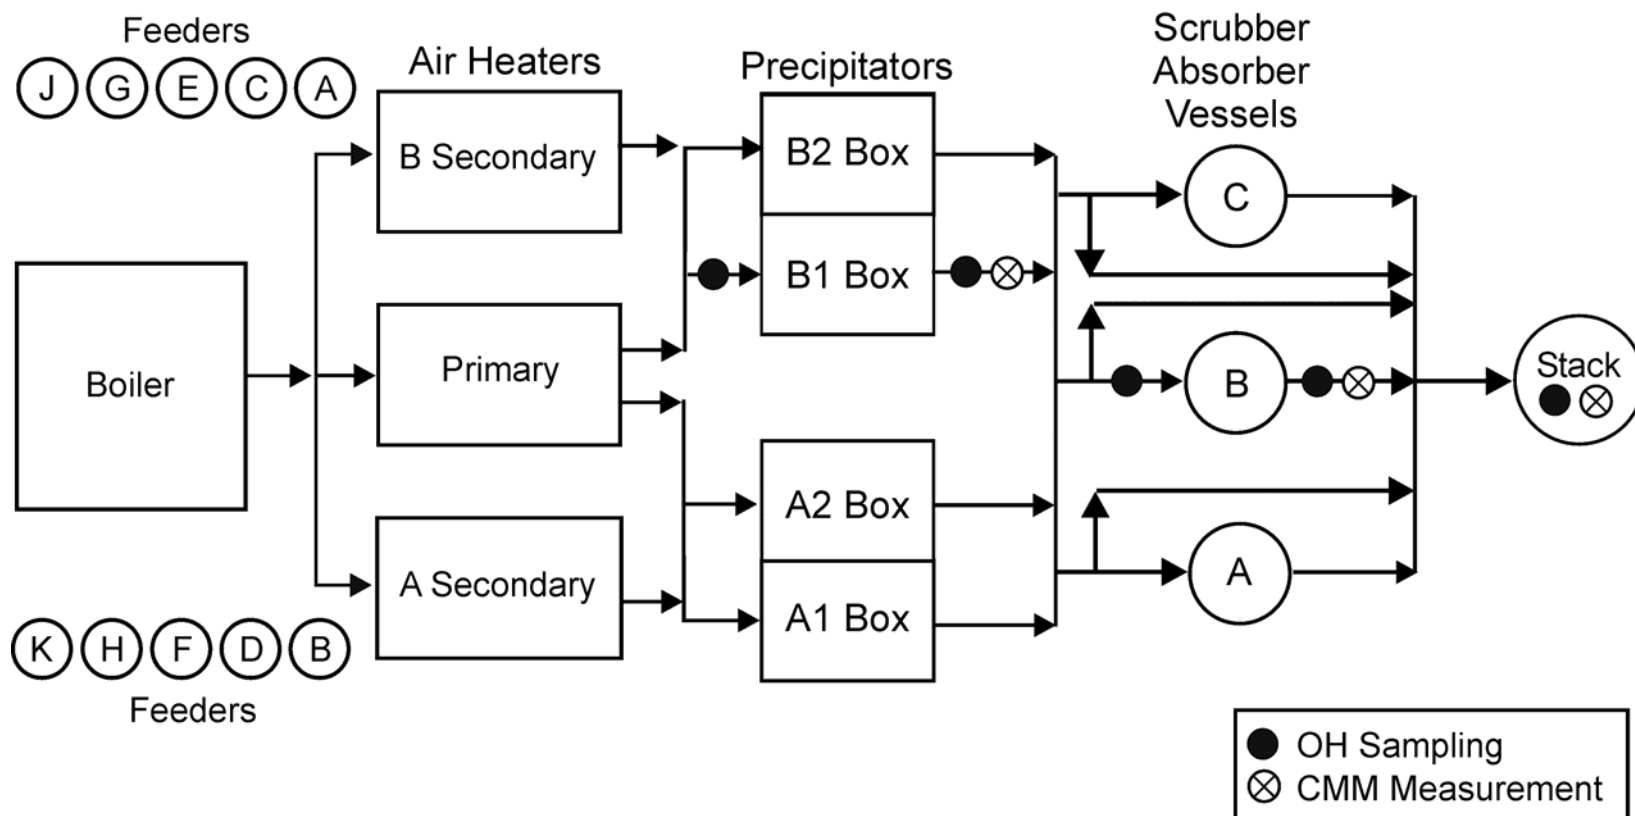 Feeders
J G E C A
Air Heaters
B Secondary
Primary
A Secondary
Boiler
K H F D B
Feeders
Precipitators
B2 Box
B1 Box
A2 Box
A1 Box
Scrubber
Absorber
Vessels
C
B
A
Stack
OH Sampling
CMM Measurement